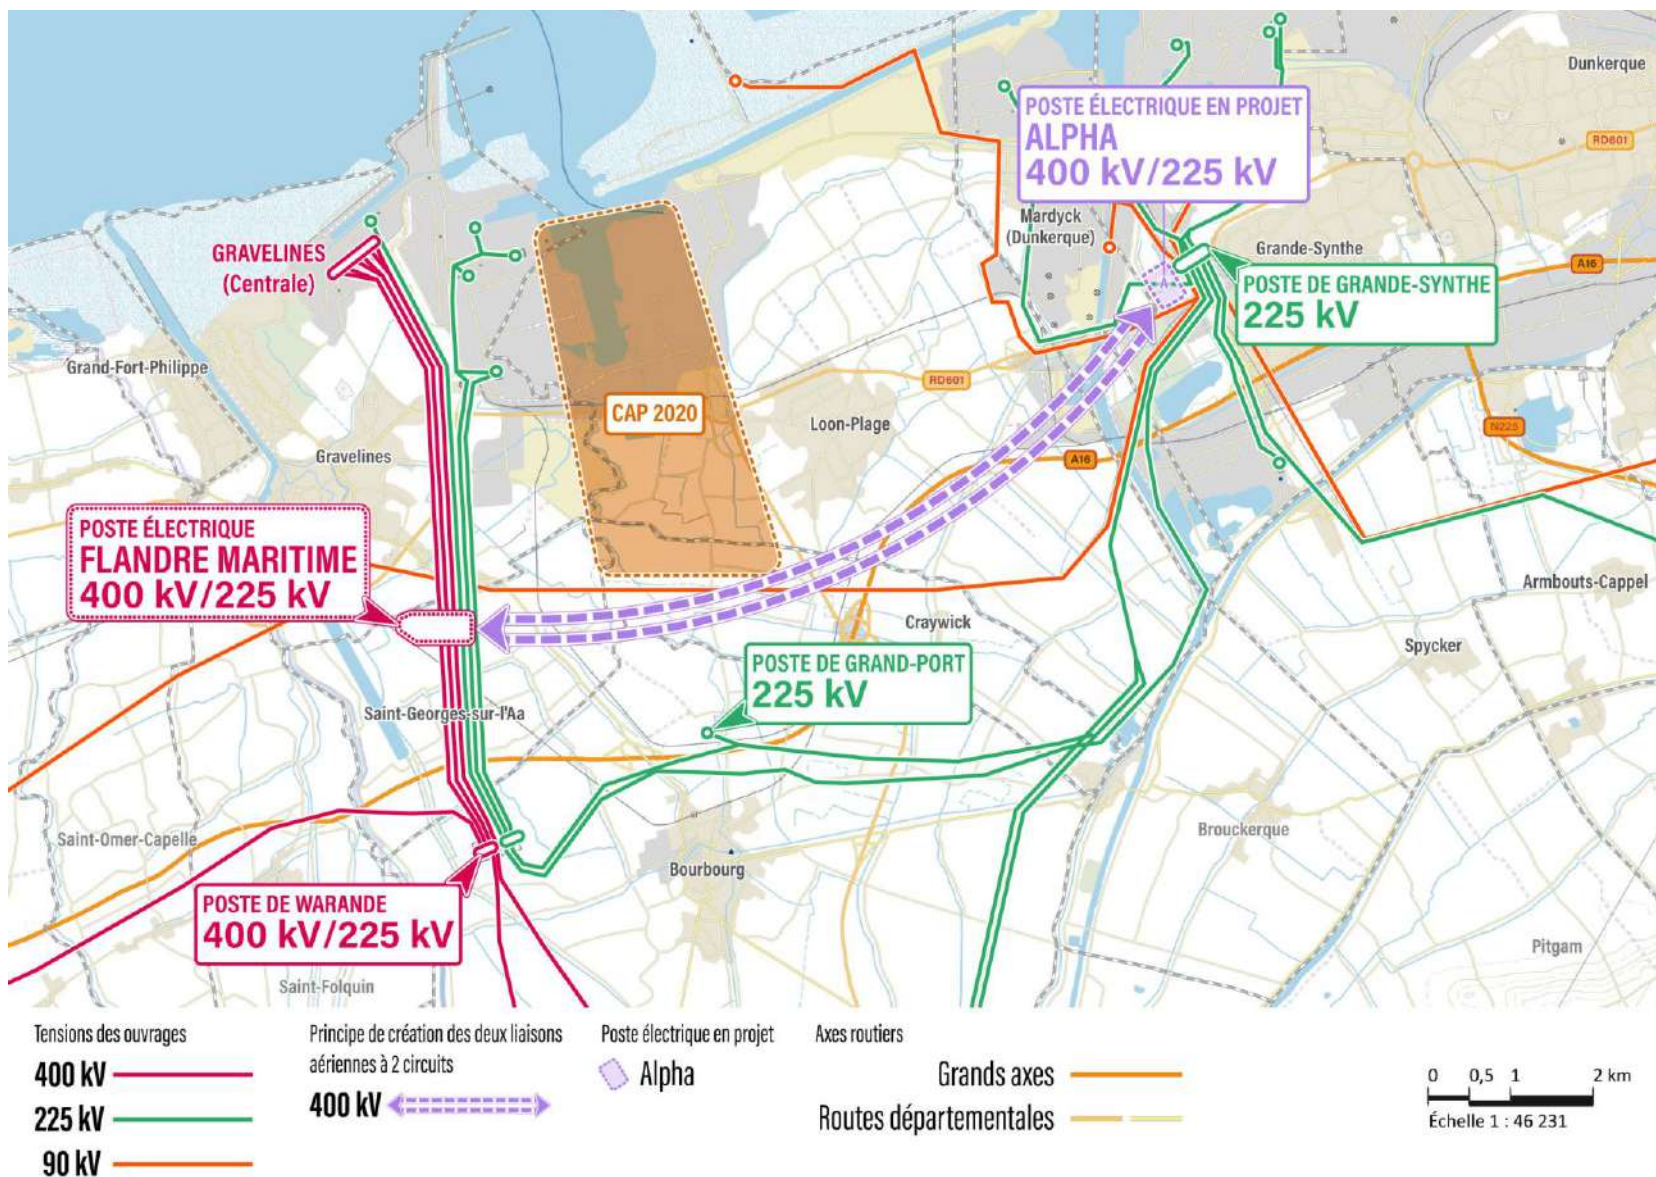 Dunkerque
POSTE ÉLECTRIQUE EN PROJET
ALPHA
400 kV/225 kV
RD601
Mardyck
(Dunkerque)
GRAVELINES
(Centrale)
Grande-Synthe
A16
A
POSTE DE GRANDE-SYNTHE
225 kV
Grand-Fort-Philippe
RD601
CAP 2020
Loon-Plage
N225
Gravelines
A16
POSTE ÉLECTRIQUE
FLANDRE MARITIME
400 kV/225 kV
Armbouts-Cappel
Craywick
Spycker
POSTE DE GRAND-PORT
225 kV
Saint-Georges-sur-l'Aa
Saint-Omer-Capelle
Brouckerque
Bourbourg
POSTE DE WARANDE
400 kV/225 kV
Pitgam
Saint-Folquin
Tensions des ouvrages
400 kV
225 kV
90 kV
Principe de création des deux liaisons
aériennes à 2 circuits
400 kV
Poste électrique en projet
Alpha
Axes routiers
Grands axes
Routes départementales
0 0,5 1 2 km
Échelle 1 : 46 231